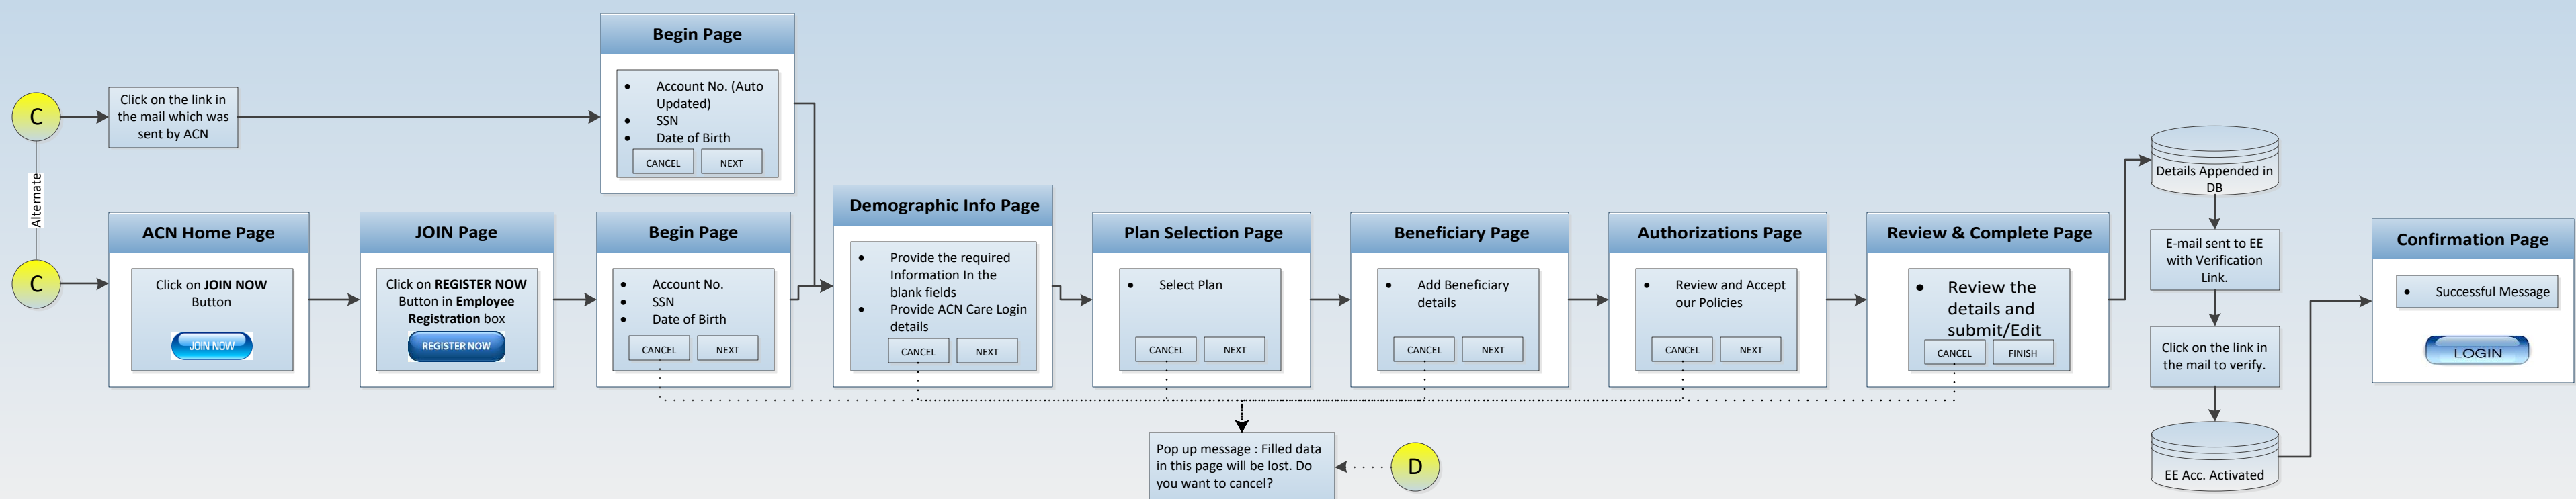 C
Click on the link in
the mail which was
sent by ACN
Begin Page
• Account No. (Auto
Updated)
• SSN
• Date of Birth
CANCEL NEXT
Alternate
C
ACN Home Page
Click on JOIN NOW
Button
JOIN NOW
JOIN Page
Click on REGISTER NOW
Button in Employee
Registration box
REGISTER NOW
Begin Page
• Account No.
• SSN
• Date of Birth
CANCEL NEXT
Demographic Info Page
• Provide the required
Information In the
blank fields
• Provide ACN Care Login
details
CANCEL NEXT
Plan Selection Page
• Select Plan
CANCEL NEXT
Beneficiary Page
• Add Beneficiary
details
CANCEL NEXT
Authorizations Page
• Review and Accept
our Policies
CANCEL NEXT
Review & Complete Page
• Review the
details and
submit/Edit
CANCEL FINISH
Details Appended in
DB
E-mail sent to EE
with Verification
Link.
Click on the link in
the mail to verify.
EE Acc. Activated
Confirmation Page
• Successful Message
LOGIN
Pop up message : Filled data
in this page will be lost. Do
you want to cancel?
D